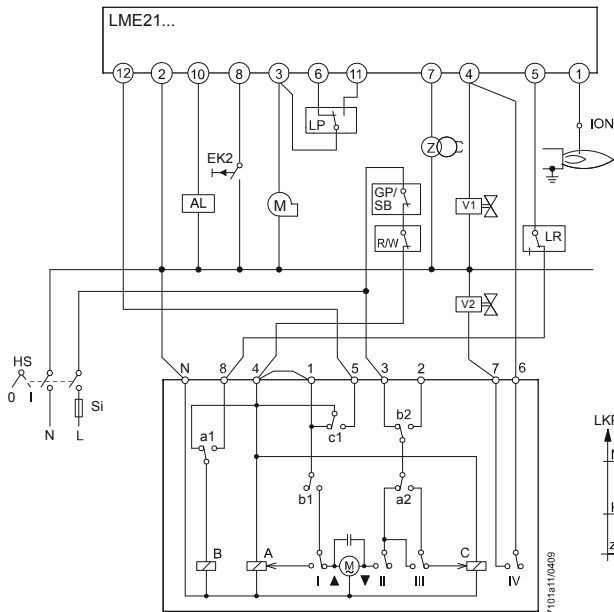 LME21...
12 2 10 8 3 6 11 7 4 5 1
LP
ION
EK2
Z
AL
M
GP/
SB
V1
R/W
LR
V2
HS
0 I
Si
N L
N 8 4 1 5 3 2 7 6
a1
c1
b2
b1
a2
B A C
I M II III IV
7101a11/0409